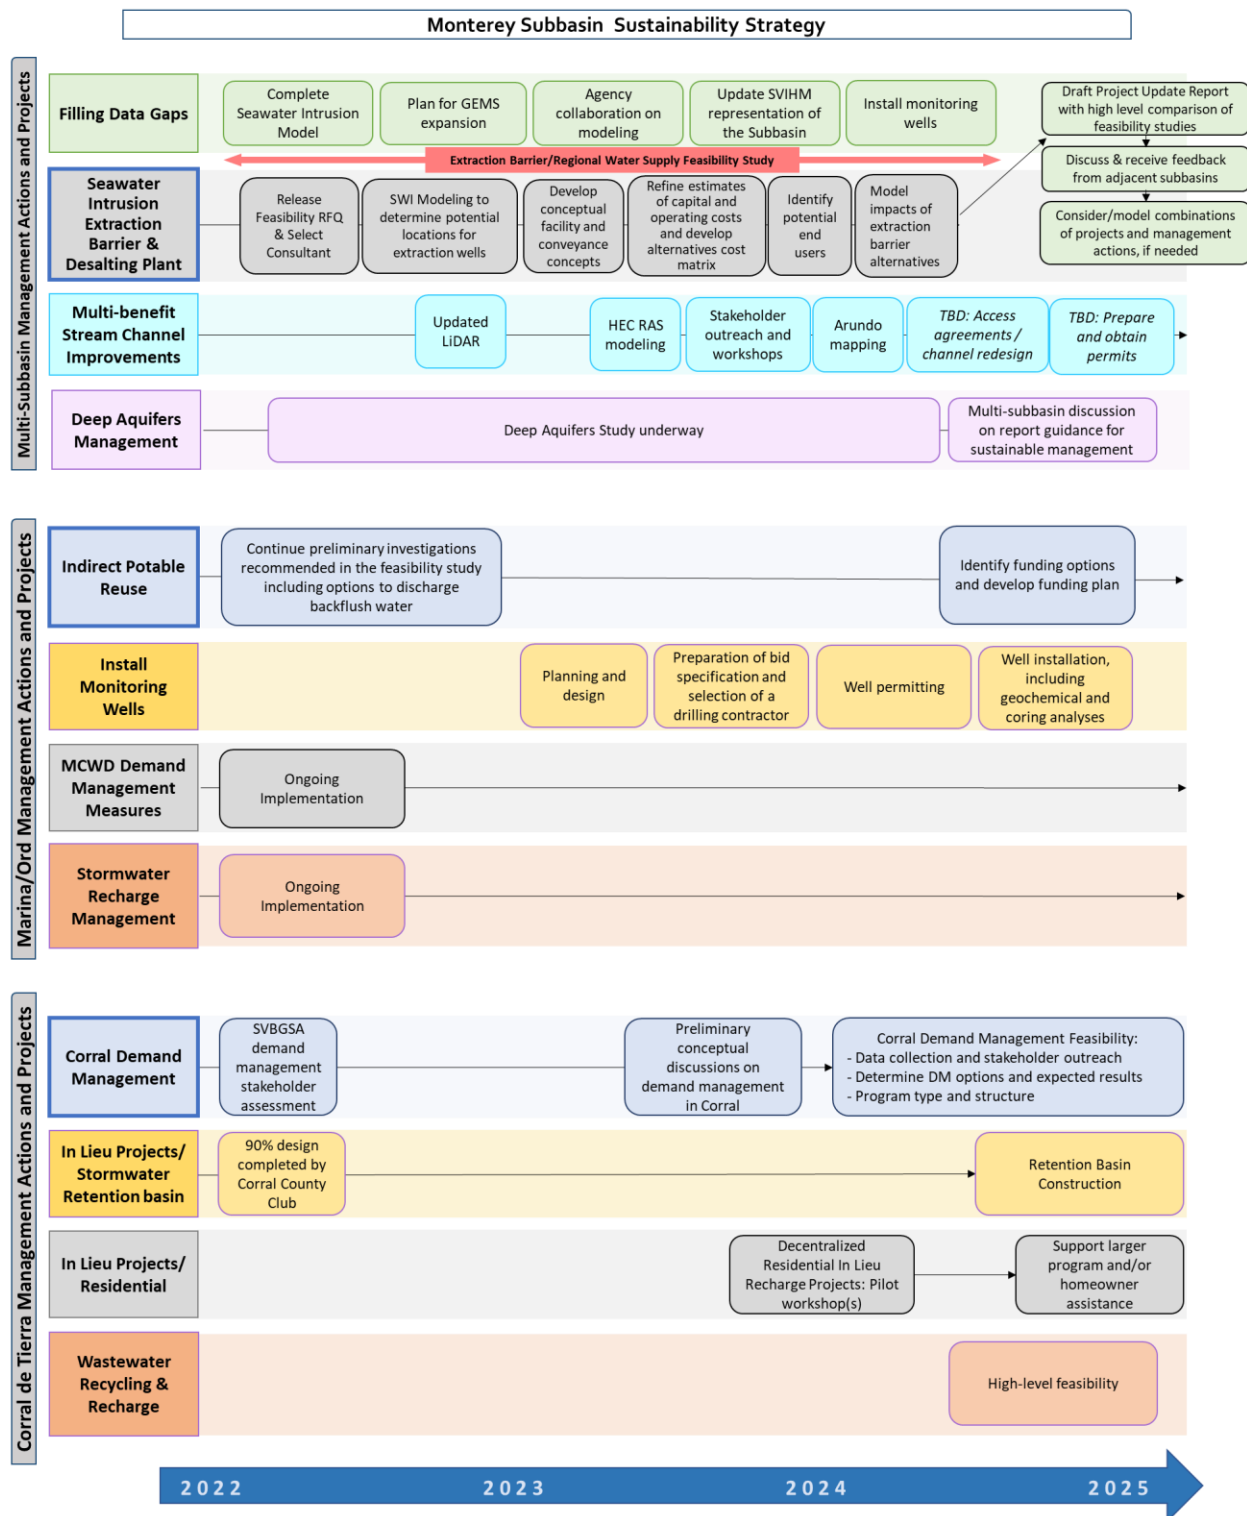 Monterey Subbasin Sustainability Strategy
Multi-Subbasin Management Actions and Projects
Filling Data Gaps
Complete
Seawater Intrusion
Model
Plan for GEMS
expansion
Agency
collaboration on
modeling
Update SVIHM
representation of
the Subbasin
Install monitoring
wells
Draft Project Update Report
with high level comparison of
feasibility studies
Discuss & receive feedback
from adjacent subbasins
Consider/model combinations
of projects and management
actions, if needed
Extraction Barrier/Regional Water Supply Feasibility Study
Seawater
Intrusion
Extraction
Barrier &
Desalting Plant
Release
Feasibility RFQ
& Select
Consultant
SWI Modeling to
determine potential
locations for
extraction wells
Develop
conceptual
facility and
conveyance
concepts
Refine estimates
of capital and
operating costs
and develop
alternatives cost
matrix
Identify
potential
end
users
Model
impacts of
extraction
barrier
alternatives
Multi-benefit
Stream Channel
Improvements
Updated
LiDAR
HEC RAS
modeling
Stakeholder
outreach and
workshops
Arundo
mapping
TBD: Access
agreements /
channel redesign
TBD: Prepare
and obtain
permits
Deep Aquifers
Management
Deep Aquifers Study underway
Multi-subbasin discussion
on report guidance for
sustainable management
Marina/Ord Management Actions and Projects
Indirect Potable
Reuse
Continue preliminary investigations
recommended in the feasibility study
including options to discharge
backflush water
Identify funding options
and develop funding plan
Install
Monitoring
Wells
Planning and
design
Preparation of bid
specification and
selection of a
drilling contractor
Well permitting
Well installation,
including
geochemical and
coring analyses
MCWD Demand
Management
Measures
Ongoing
Implementation
Stormwater
Recharge
Management
Ongoing
Implementation
Corral de Tierra Management Actions and Projects
Corral Demand
Management
SVBGSA
demand
management
stakeholder
assessment
Preliminary
conceptual
discussions on
demand management
in Corral
Corral Demand Management Feasibility:
- Data collection and stakeholder outreach
- Determine DM options and expected results
- Program type and structure
In Lieu Projects/
Stormwater
Retention basin
90% design
completed by
Corral County
Club
Retention Basin
Construction
In Lieu Projects/
Residential
Decentralized
Residential In Lieu
Recharge Projects: Pilot
workshop(s)
Support larger
program and/or
homeowner
assistance
Wastewater
Recycling &
Recharge
High-level feasibility
2022
2023
2024
2025